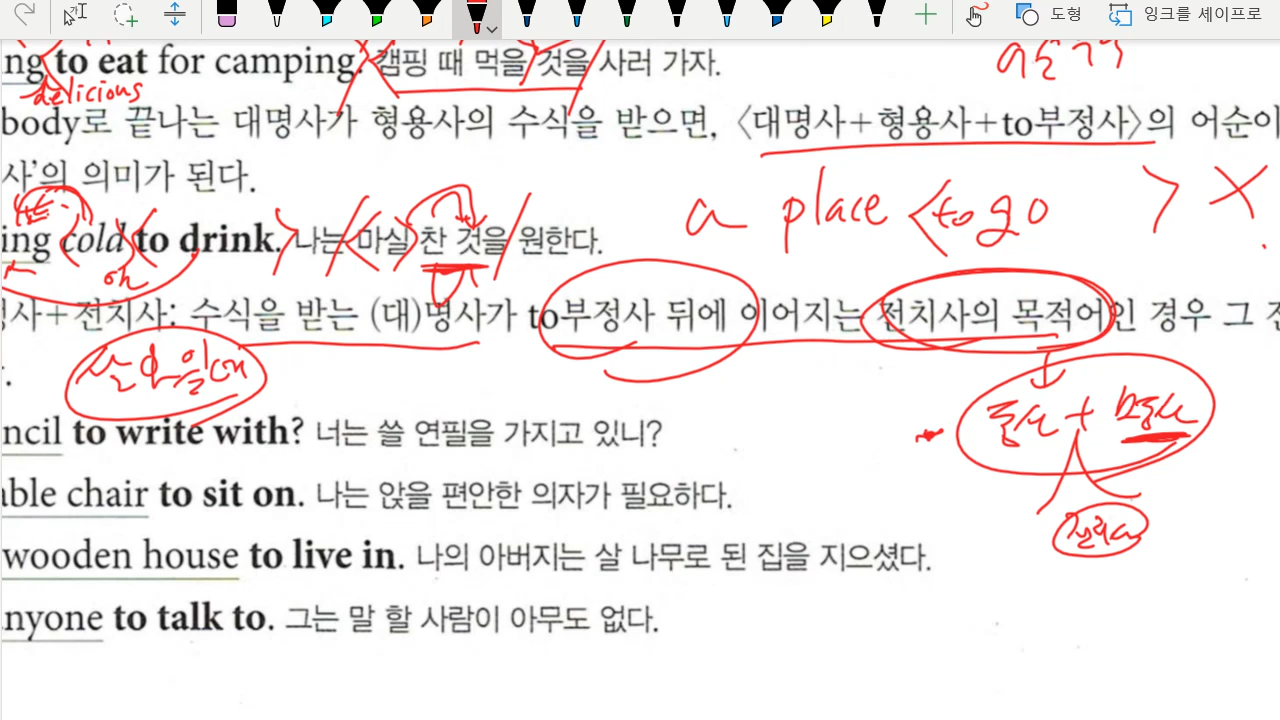 도형 잉크를 셰이프로
ng to eat for camping. 캠핑 때 먹을 것을 사러 가자.
delicious
body로 끝나는 대명사가 형용사의 수식을 받으면, 〈대명사+형용사+to부정사〉의 어순이
사’의 의미가 된다.
a place to go
ing cold to drink. 나는 마실 찬 것을 원한다.
사+전치사: 수식을 받는 (대)명사가 to부정사 뒤에 이어지는 전치사의 목적어인 경우 그 전
.
ncil to write with? 너는 쓸 연필을 가지고 있니?
able chair to sit on. 나는 앉을 편안한 의자가 필요하다.
전치사
wooden house to live in. 나의 아버지는 살 나무로 된 집을 지으셨다.
nyone to talk to. 그는 말 할 사람이 아무도 없다.